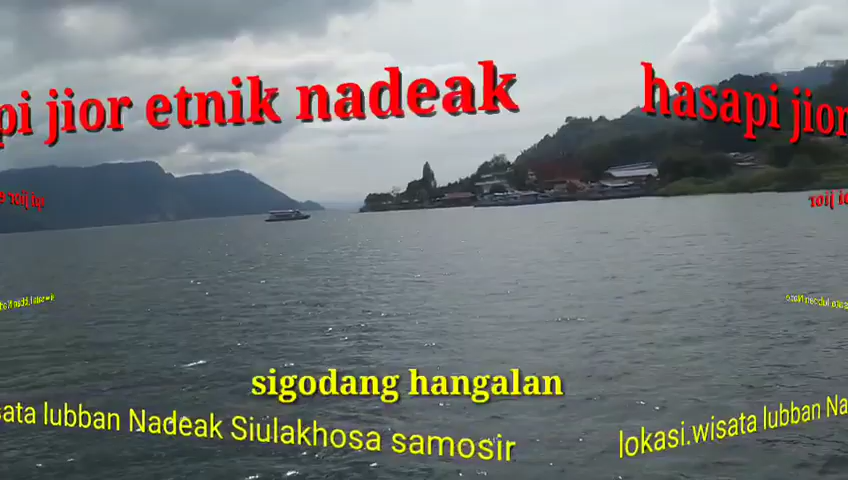 pi jior etnik nadeak
hasapi jior
sigodang hangalan
sata lubban Nadeak Siulakhosa samosir
lokasi.wisata lubban Na